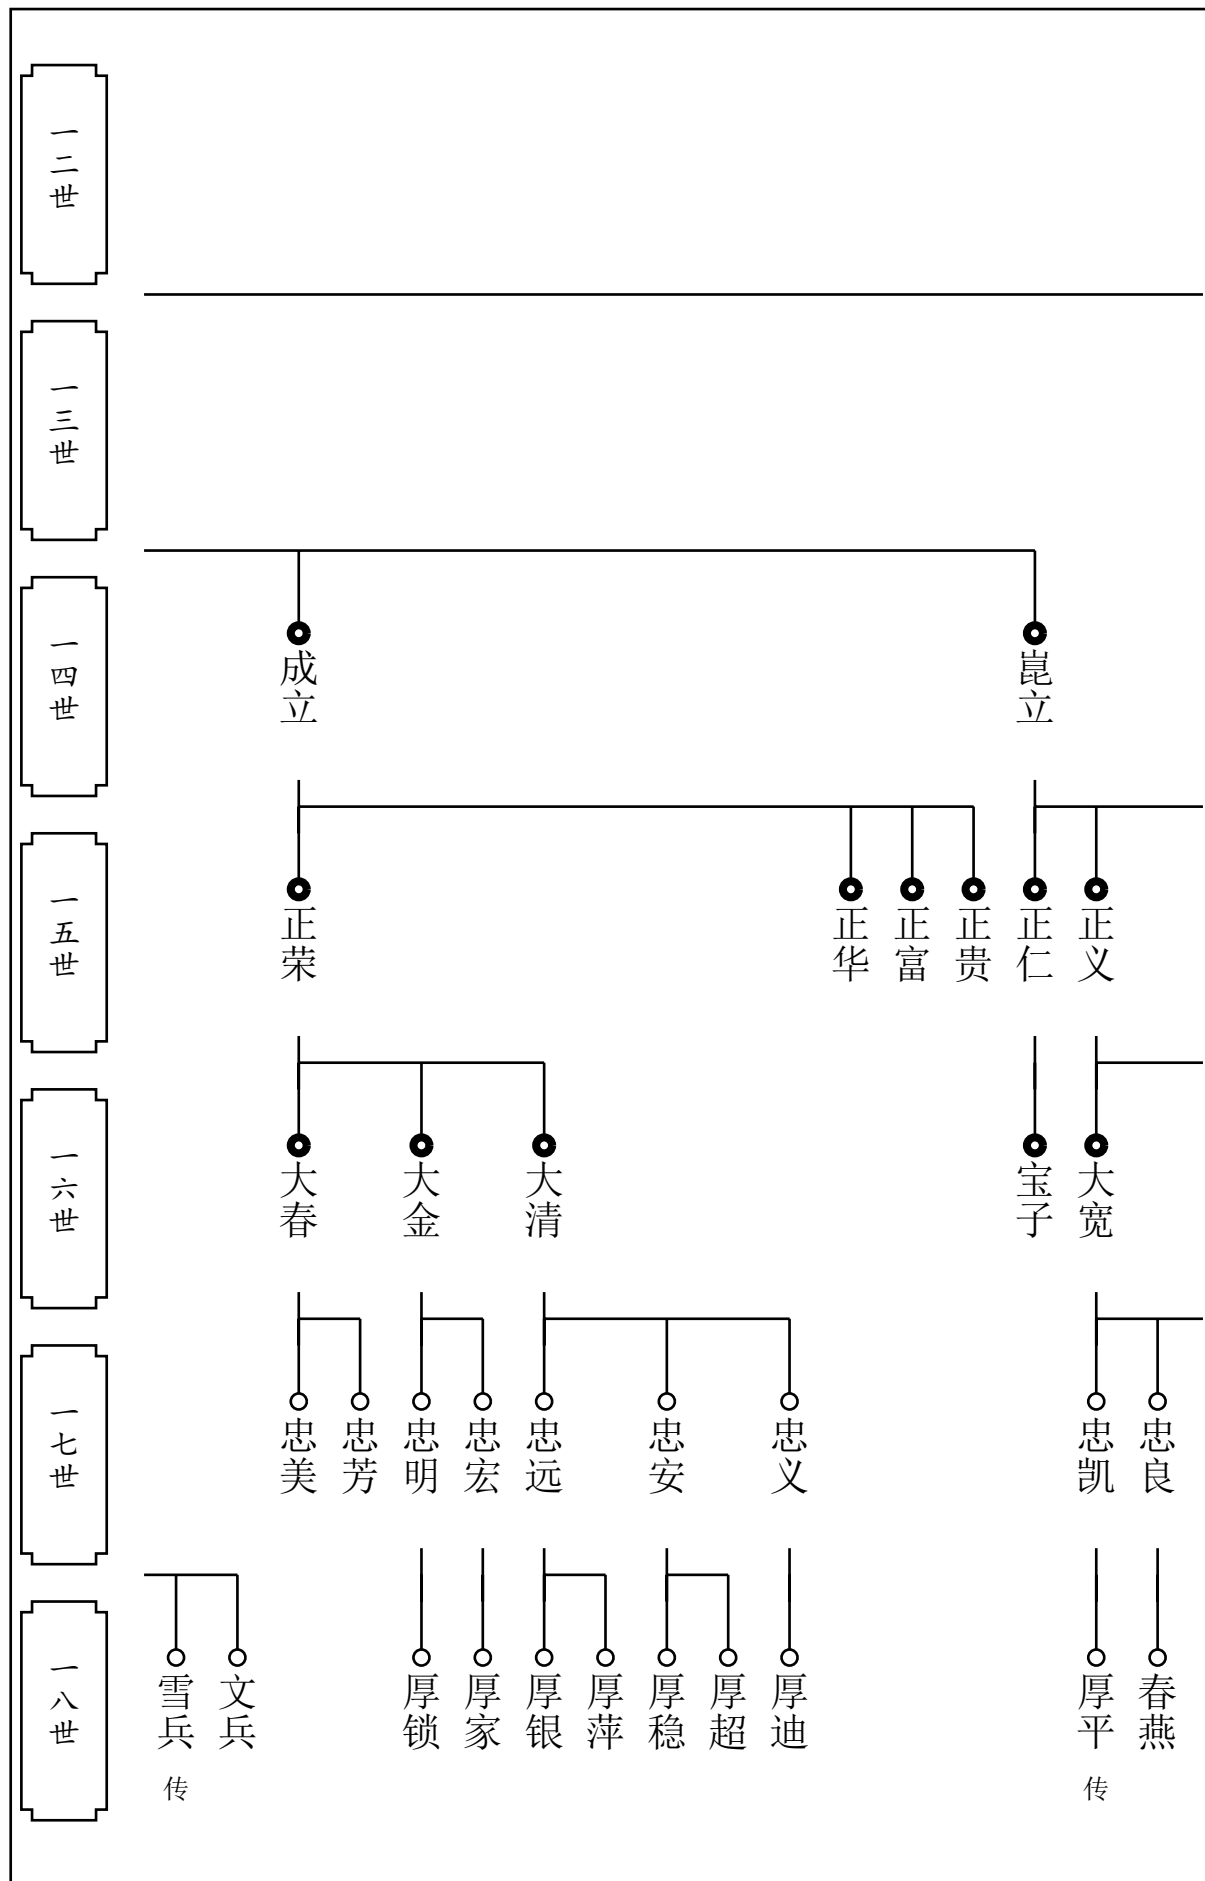 一二世
一三世
一四世
成立
崑立
一五世
正荣
正华
正富
正贵
正仁
正义
一六世
大春
大金
大清
宝子
大宽
一七世
忠美
忠芳
忠明
忠宏
忠远
忠安
忠义
忠凯
忠良
一八世
雪兵
传
文兵
厚锁
厚家
厚银
厚萍
厚稳
厚超
厚迪
厚平
传
春燕